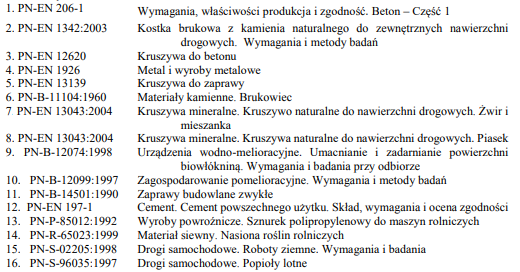 1. PN-EN 206-1 Wymagania, właściwości produkcja i zgodność. Beton – Część 1
2. PN-EN 1342:2003 Kostka brukowa z kamienia naturalnego do zewnętrznych nawierzchni
drogowych. Wymagania i metody badań
3. PN-EN 12620 Kruszywa do betonu
4. PN-EN 1926 Metal i wyroby metalowe
5. PN-EN 13139 Kruszywa do zaprawy
6. PN-B-11104:1960 Materiały kamienne. Brukowiec
7 PN-EN 13043:2004 Kruszywa mineralne. Kruszywo naturalne do nawierzchni drogowych. Żwir i
mieszanka
8. PN-EN 13043:2004 Kruszywa mineralne. Kruszywa naturalne do nawierzchni drogowych. Piasek
9. PN-B-12074:1998 Urządzenia wodno-melioracyjne. Umacnianie i zadarnianie powierzchni
biowłókniną. Wymagania i badania przy odbiorze
10. PN-B-12099:1997 Zagospodarowanie pomelioracyjne. Wymagania i metody badań
11. PN-B-14501:1990 Zaprawy budowlane zwykłe
12. PN-EN 197-1 Cement. Cement powszechnego użytku. Skład, wymagania i ocena zgodności
13. PN-P-85012:1992 Wyroby powroźnicze. Sznurek polipropylenowy do maszyn rolniczych
14. PN-R-65023:1999 Materiał siewny. Nasiona roślin rolniczych
15. PN-S-02205:1998 Drogi samochodowe. Roboty ziemne. Wymagania i badania
16. PN-S-96035:1997 Drogi samochodowe. Popioły lotne